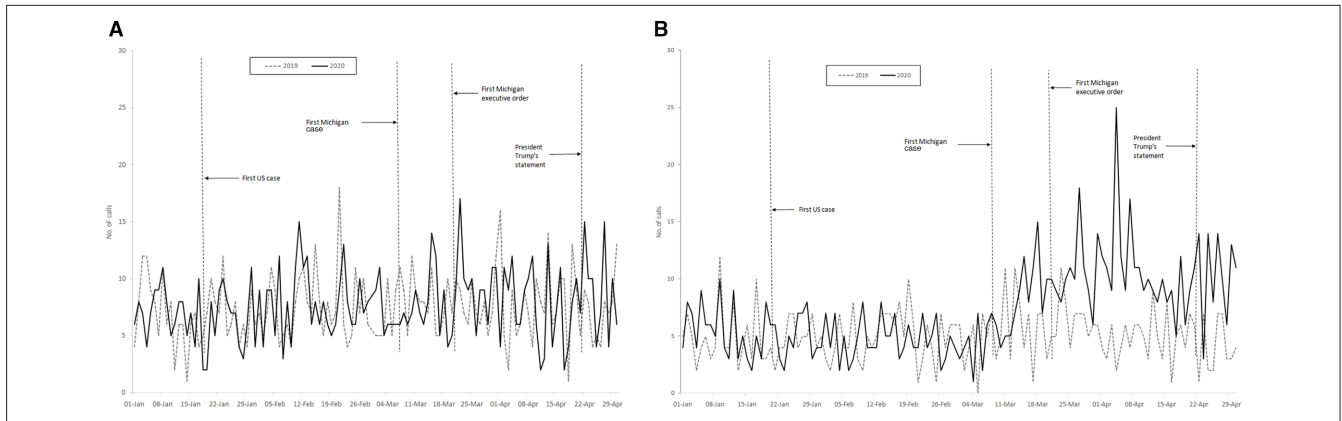 A
30
25
20
15
10
5
0
No. of calls
2019 2020
First US case
First Michigan
case
First Michigan
executive order
President
Trump's
statement
01-Jan 08-Jan 15-Jan 22-Jan 29-Jan 05-Feb 12-Feb 19-Feb 26-Feb 04-Mar 11-Mar 18-Mar 25-Mar 01-Apr 08-Apr 15-Apr 22-Apr 29-Apr
B
30
25
20
15
10
5
0
No. of calls
2019 2020
First US case
First Michigan
case
First Michigan
executive order
President
Trump's
statement
01-Jan 08-Jan 15-Jan 22-Jan 29-Jan 05-Feb 12-Feb 19-Feb 26-Feb 04-Mar 11-Mar 18-Mar 25-Mar 01-Apr 08-Apr 15-Apr 22-Apr 29-Apr